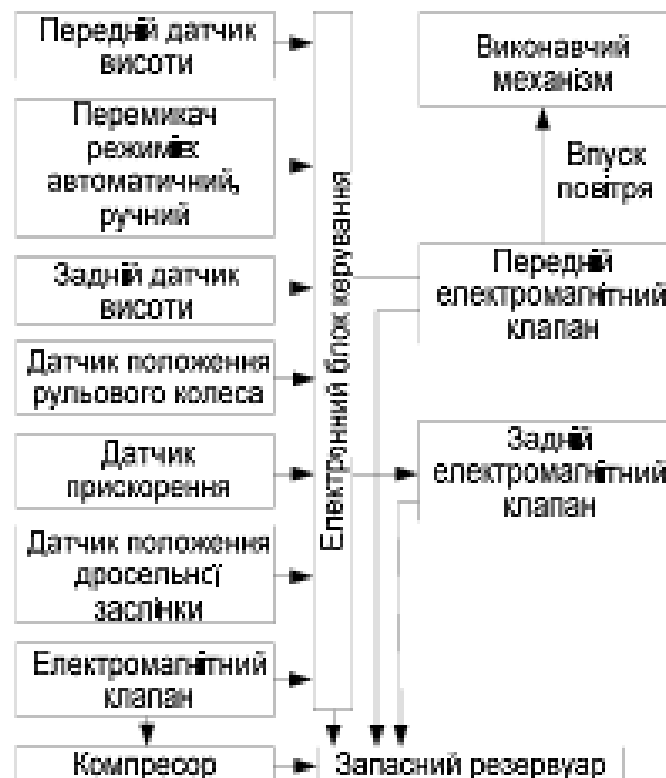 Передній датчик
висоти
Перемикач
режимів:
автоматичний,
ручний
Задній датчик
висоти
Датчик положення
рульового колеса
Датчик
прискорення
Датчик положення
дросельної
заслінки
Електромагнітний
клапан
Компресор
Електронний блок керування
Виконавчий
механізм
Впуск
повітря
Передній
електромагнітний
клапан
Задній
електромагнітний
клапан
Запасний резервуар